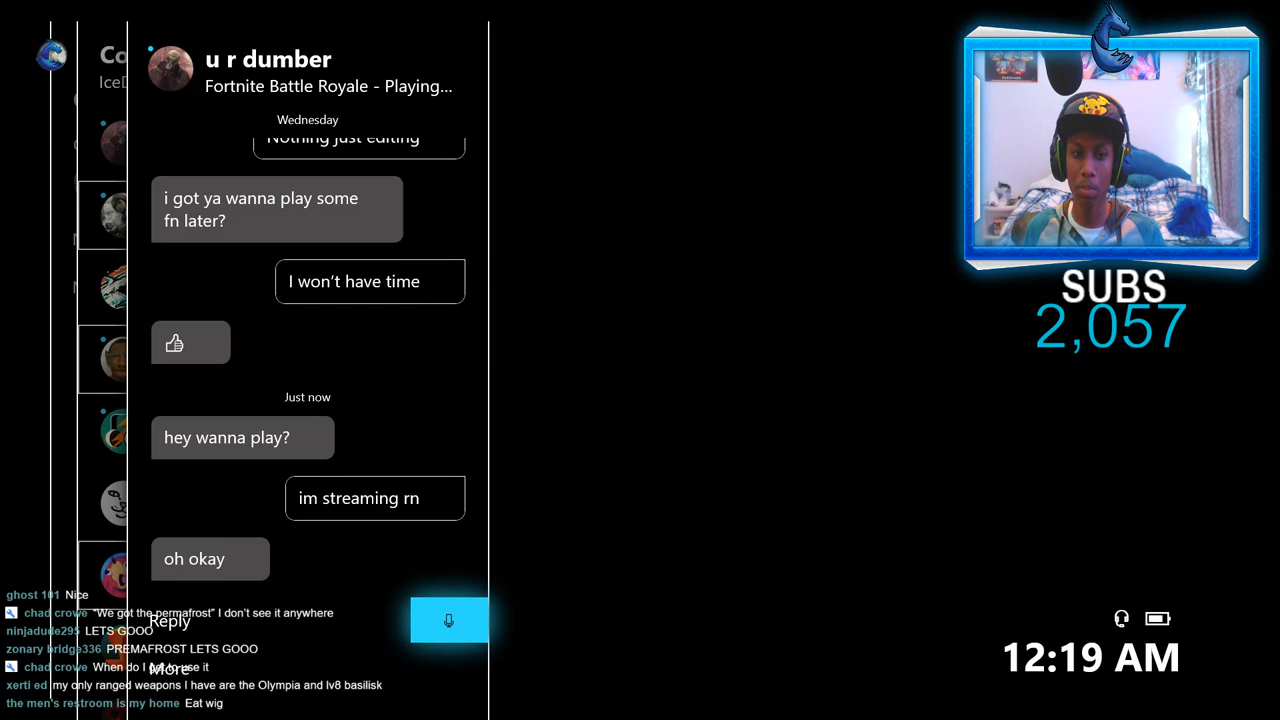 Co
IceD
u r dumber
Fortnite Battle Royale - Playing...
Wednesday
Nothing just editing
i got ya wanna play some
fn later?
I won't have time
Just now
hey wanna play?
im streaming rn
oh okay
Reply
More
ghost 101 Nice
chad crowe “We got the permafrost” I don’t see it anywhere
ninjadude295 LETS GOOO
zonary bridge336 PREMAFROST LETS GOOO
chad crowe When do I get to use it
xerti ed my only ranged weapons I have are the Olympia and lv8 basilisk
the men's restroom is my home Eat wig
SUBS
2,057
12:19 AM